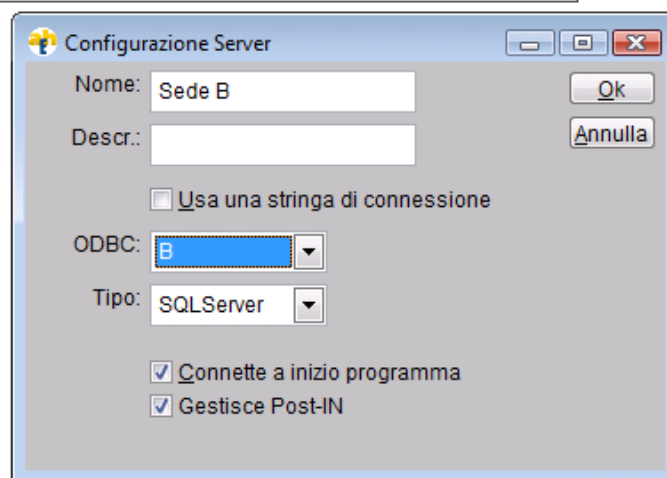 Configurazione Server
Nome: Sede B
Ok
Descr.:
Annulla
Usa una stringa di connessione
ODBC: B
Tipo: SQLServer
Connette a inizio programma
Gestisce Post-IN